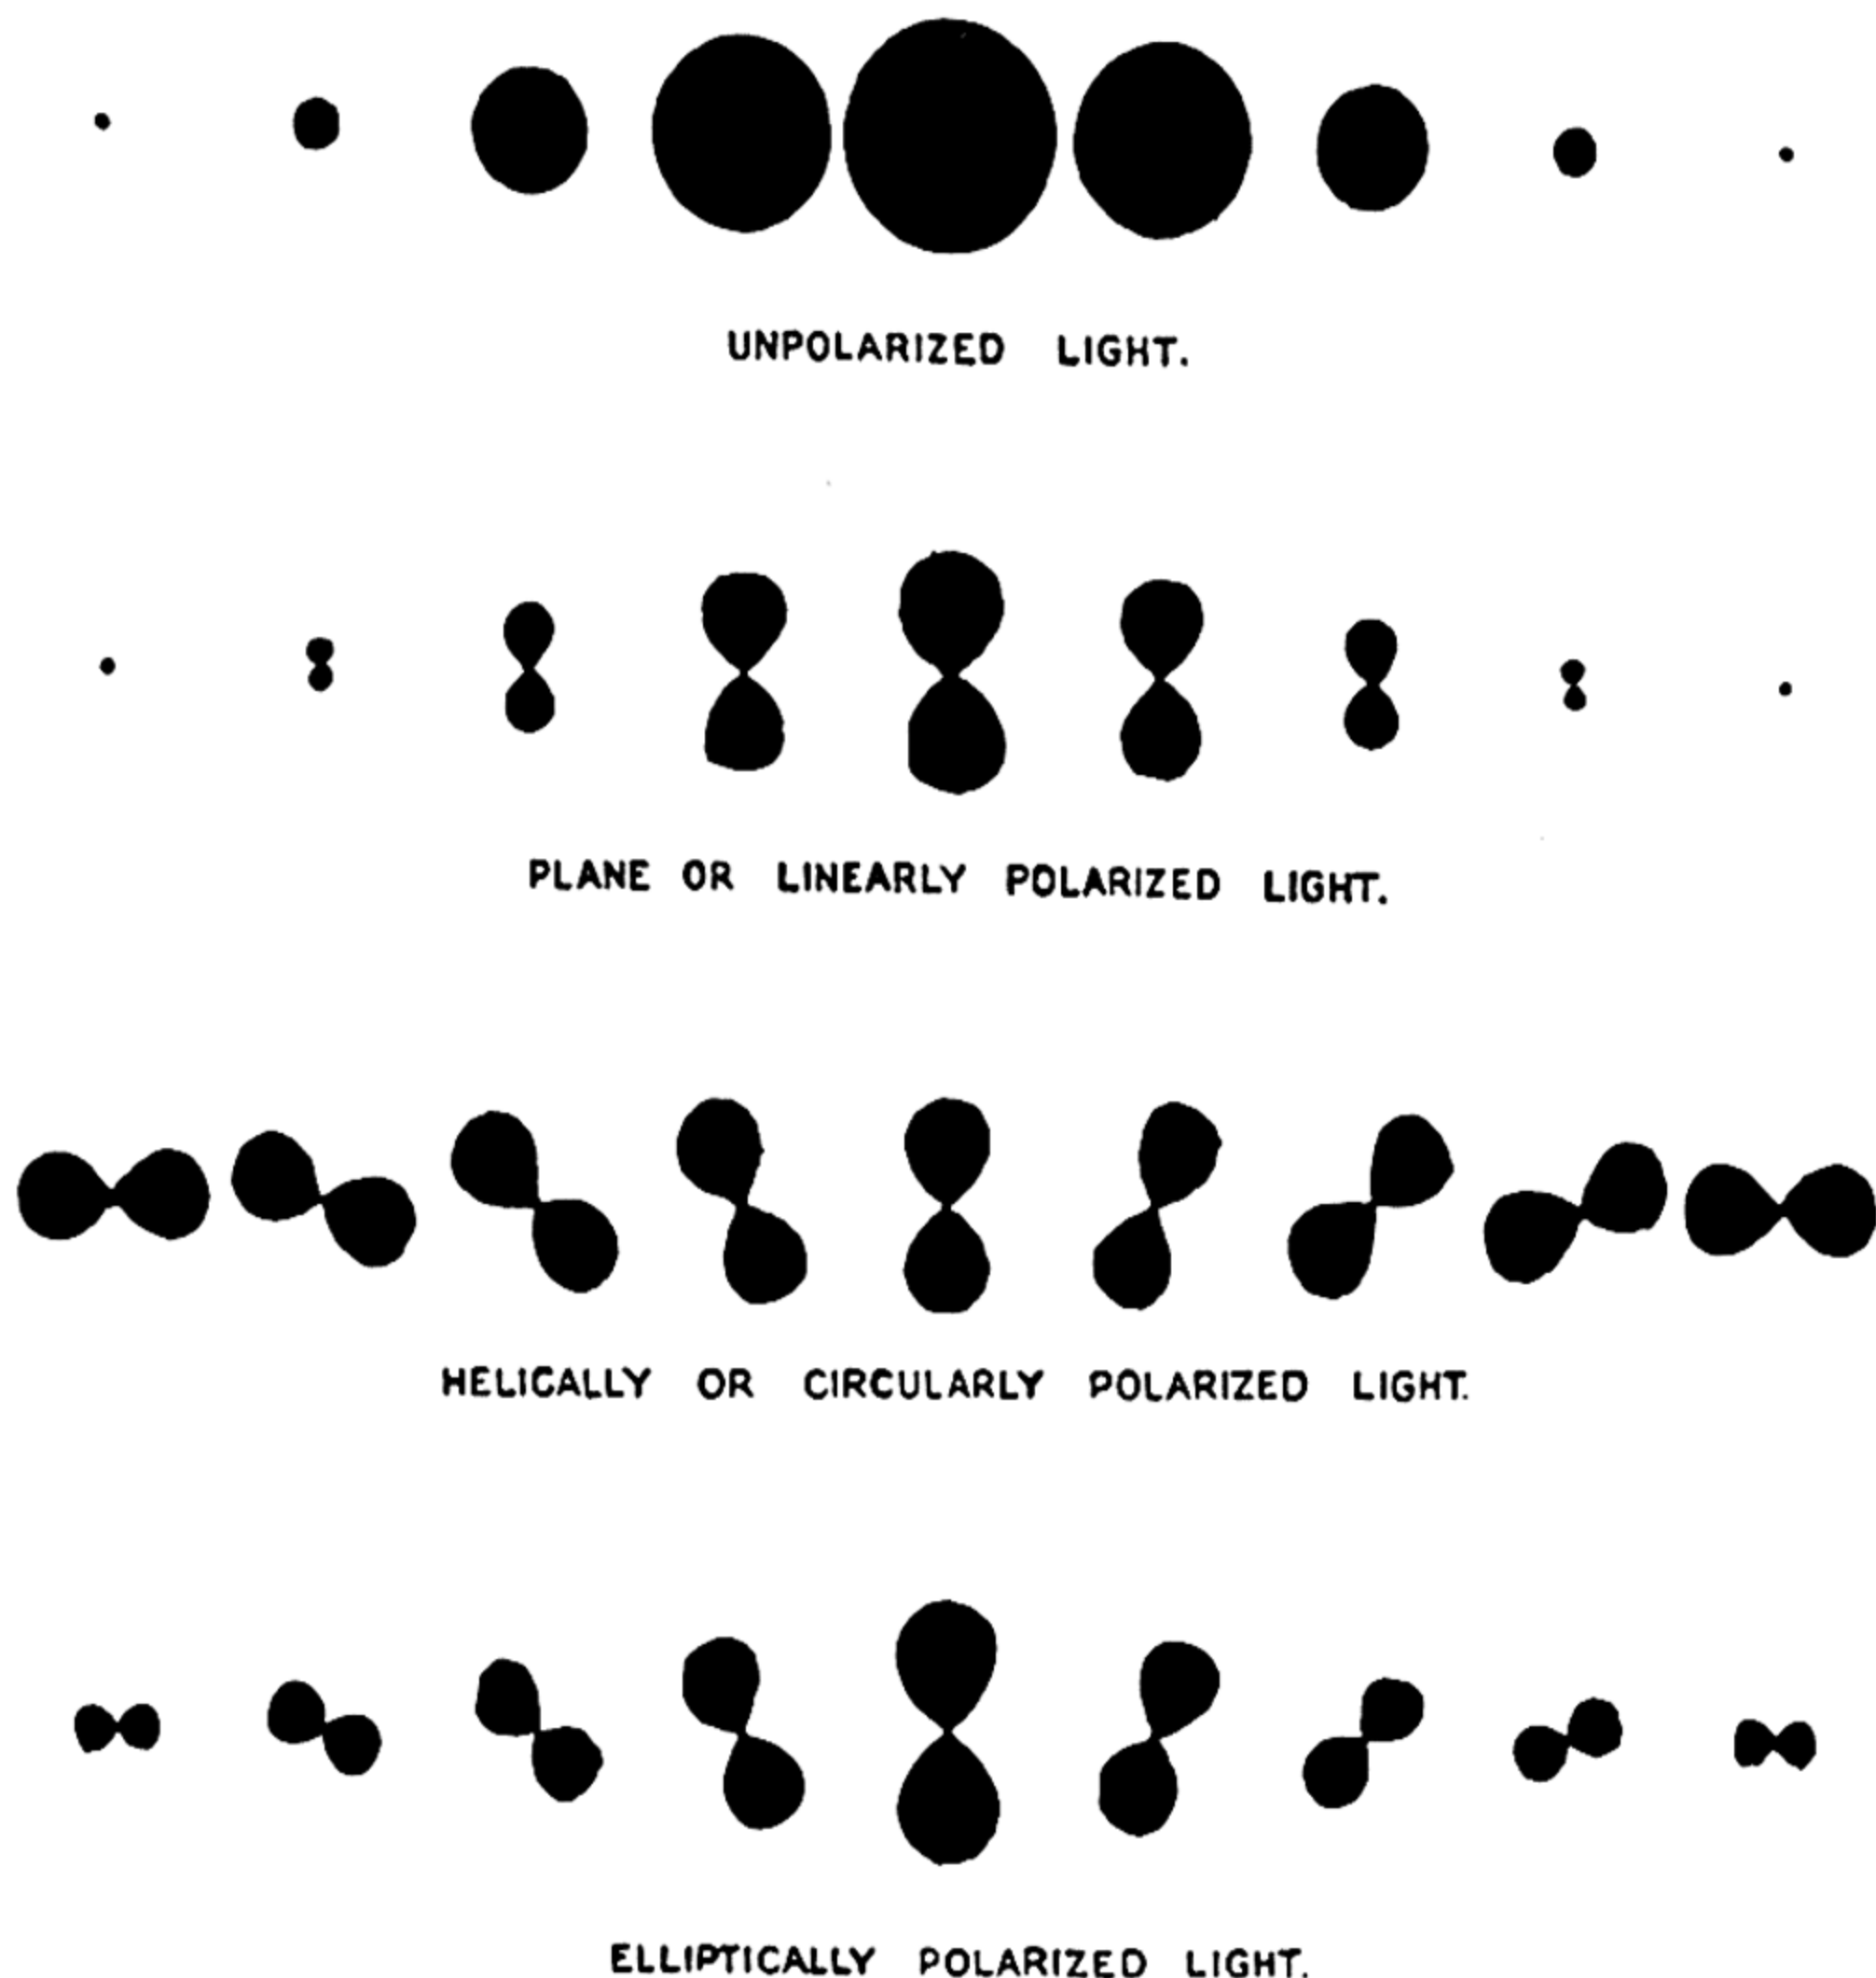 UNPOLARIZED LIGHT.
PLANE OR LINEARLY POLARIZED LIGHT.
HELICALLY OR CIRCULARLY POLARIZED LIGHT.
ELLIPTICALLY POLARIZED LIGHT.